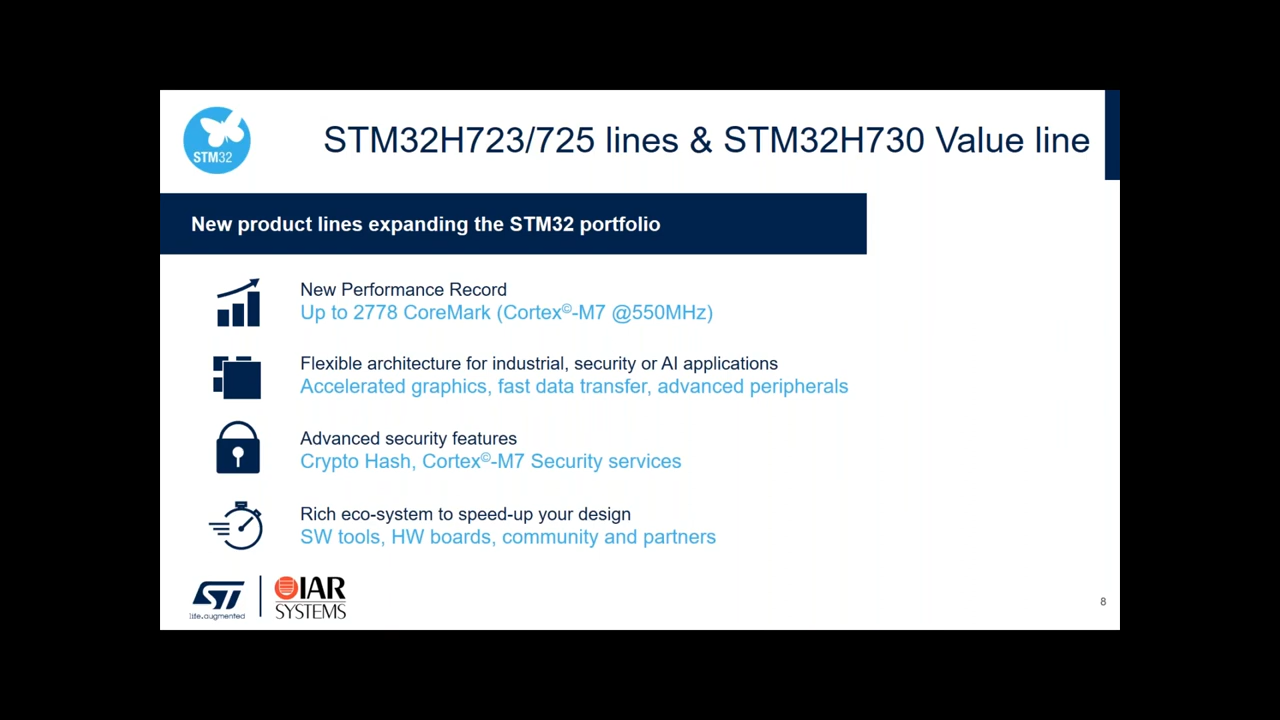 STM32
STM32H723/725 lines & STM32H730 Value line
New product lines expanding the STM32 portfolio
New Performance Record
Up to 2778 CoreMark (Cortex©-M7 @550MHz)
Flexible architecture for industrial, security or AI applications
Accelerated graphics, fast data transfer, advanced peripherals
Advanced security features
Crypto Hash, Cortex©-M7 Security services
Rich eco-system to speed-up your design
SW tools, HW boards, community and partners
ST
life.augmented
IAR
SYSTEMS
8